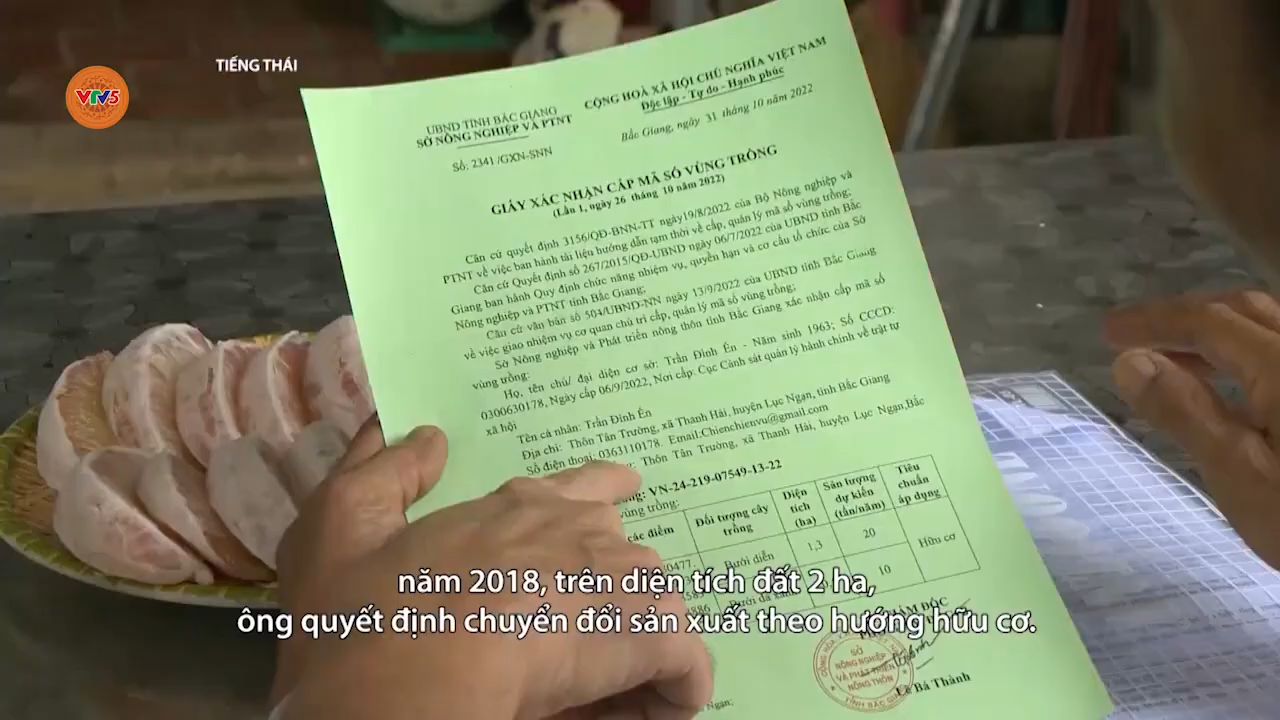 TIẾNG THÁI
VTV5
UBND TỈNH BẮC GIANG
SỞ NÔNG NGHIỆP VÀ PTNT
CỘNG HOÀ XÃ HỘI CHỦ NGHĨA VIỆT NAM
Độc lập - Tự do - Hạnh phúc
Số: 2341/GXN-SNN
Bắc Giang, ngày 31 tháng 10 năm 2022
GIẤY XÁC NHẬN CẤP MÃ SỐ VÙNG TRỒNG
(Lần 1, ngày 26 tháng 10 năm 2022)
Căn cứ quyết định 3156/QĐ-BNN-TT ngày19/8/2022 của Bộ Nông nghiệp và
PTNT về việc ban hành tài liệu hướng dẫn tạm thời về cấp, quản lý mã số vùng trồng;
Căn cứ Quyết định số 267/2015/QĐ-UBND ngày 06/7/2022 của UBND tỉnh Bắc
Giang ban hành Quy định chức năng nhiệm vụ, quyền hạn và cơ cấu tổ chức của Sở
Nông nghiệp và PTNT tỉnh Bắc Giang;
Căn cứ văn bản số 504/UBND-NN ngày 13/9/2022 của UBND tỉnh Bắc Giang
về việc giao nhiệm vụ cơ quan chủ trì cấp, quản lý mã số vùng trồng;
Sở Nông nghiệp và Phát triển nông thôn tỉnh Bắc Giang xác nhận cấp mã số
vùng trồng:
Họ, tên chủ/ đại diện cơ sở: Trần Đình Én - Năm sinh 1963; Số CCCD:
0300630178, Ngày cấp 06/9/2022, Nơi cấp: Cục Cảnh sát quản lý hành chính về trật tự
xã hội
Tên cá nhân: Trần Đình Én
Địa chỉ: Thôn Tân Trường, xã Thanh Hải, huyện Lục Ngạn, tỉnh Bắc Giang
Số điện thoại: 0363110178. Email:Chienchienvu@gmail.com
Thôn Tân Trường, xã Thanh Hải, huyện Lục Ngạn,Bắc
VN-24-219-07549-13-22
vùng trồng:
các điểm
Đối tượng cây trồng
Diện tích (ha)
Sản lượng dự kiến (tấn/năm)
Tiêu chuẩn áp dụng
Bưởi diễn
1,3
20
Hữu cơ
10
năm 2018, trên diện tích đất 2 ha,
ông quyết định chuyển đổi sản xuất theo hướng hữu cơ.
SỞ
NÔNG NGHIỆP
VÀ PHÁT TRIỂN
NÔNG THÔN
Lê Bá Thành